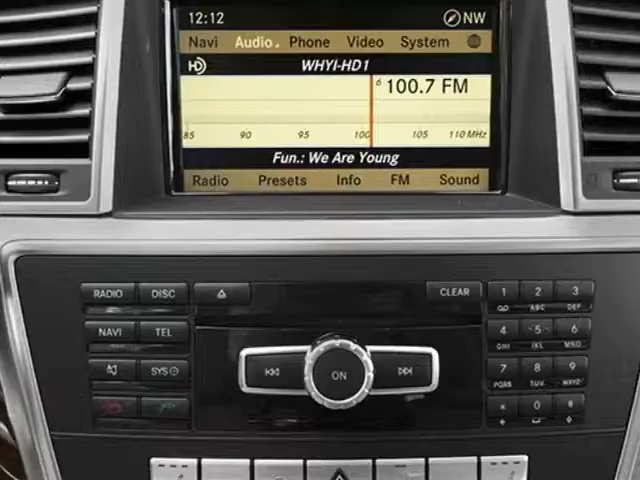 12:12 NW
Navi Audio Phone Video System
HD WHYI-HD1
6 100.7 FM
85 90 95 100 105 110 MHz
Fun.: We Are Young
Radio Presets Info FM Sound
RADIO DISC CLEAR 1 2 3
ABC DEF
NAVI TEL 4 5 6
GHI JKL MNO
ON
SYS 7 8 9
PQRS TUV WXYZ
* 0 #